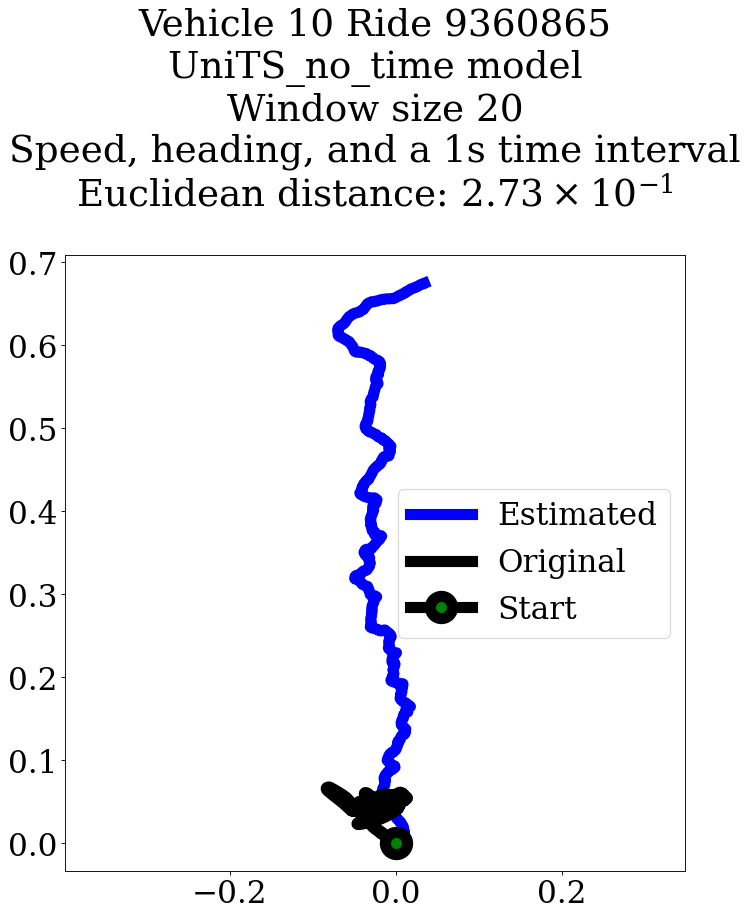 Vehicle 10 Ride 9360865
UniTS_no_time model
Window size 20
Speed, heading, and a 1s time interval
Euclidean distance: 2.73 × 10⁻¹
0.7
0.6
0.5
0.4
0.3
0.2
0.1
0.0
Estimated
Original
Start
−0.2
0.0
0.2